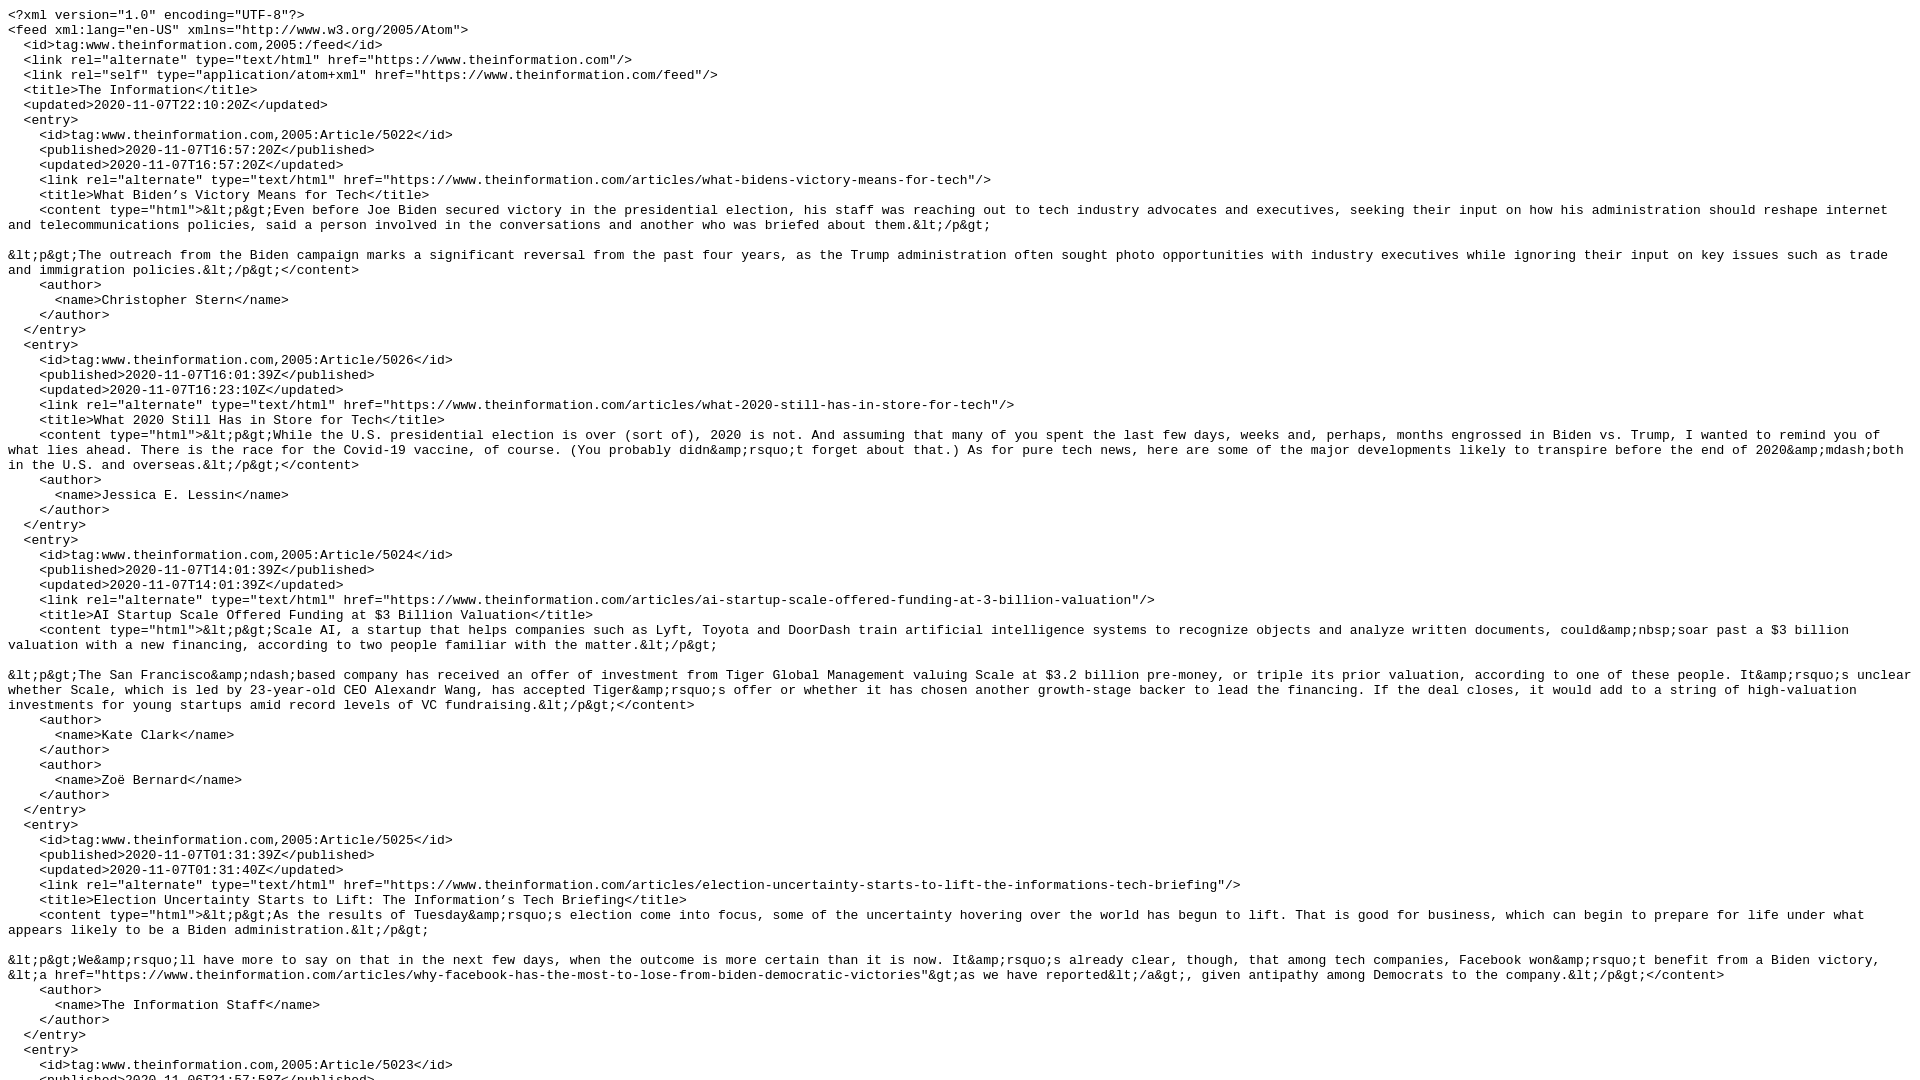 <?xml version="1.0" encoding="UTF-8"?>
<feed xml:lang="en-US" xmlns="http://www.w3.org/2005/Atom">
  <id>tag:www.theinformation.com,2005:/feed</id>
  <link rel="alternate" type="text/html" href="https://www.theinformation.com"/>
  <link rel="self" type="application/atom+xml" href="https://www.theinformation.com/feed"/>
  <title>The Information</title>
  <updated>2020-11-07T22:10:20Z</updated>
  <entry>
    <id>tag:www.theinformation.com,2005:Article/5022</id>
    <published>2020-11-07T16:57:20Z</published>
    <updated>2020-11-07T16:57:20Z</updated>
    <link rel="alternate" type="text/html" href="https://www.theinformation.com/articles/what-bidens-victory-means-for-tech"/>
    <title>What Biden’s Victory Means for Tech</title>
    <content type="html">&lt;p&gt;Even before Joe Biden secured victory in the presidential election, his staff was reaching out to tech industry advocates and executives, seeking their input on how his administration should reshape internet
and telecommunications policies, said a person involved in the conversations and another who was briefed about them.&lt;/p&gt;

&lt;p&gt;The outreach from the Biden campaign marks a significant reversal from the past four years, as the Trump administration often sought photo opportunities with industry executives while ignoring their input on key issues such as trade
and immigration policies.&lt;/p&gt;</content>
    <author>
      <name>Christopher Stern</name>
    </author>
  </entry>
  <entry>
    <id>tag:www.theinformation.com,2005:Article/5026</id>
    <published>2020-11-07T16:01:39Z</published>
    <updated>2020-11-07T16:23:10Z</updated>
    <link rel="alternate" type="text/html" href="https://www.theinformation.com/articles/what-2020-still-has-in-store-for-tech"/>
    <title>What 2020 Still Has in Store for Tech</title>
    <content type="html">&lt;p&gt;While the U.S. presidential election is over (sort of), 2020 is not. And assuming that many of you spent the last few days, weeks and, perhaps, months engrossed in Biden vs. Trump, I wanted to remind you of
what lies ahead. There is the race for the Covid-19 vaccine, of course. (You probably didn&amp;rsquo;t forget about that.) As for pure tech news, here are some of the major developments likely to transpire before the end of 2020&amp;mdash;both
in the U.S. and overseas.&lt;/p&gt;</content>
    <author>
      <name>Jessica E. Lessin</name>
    </author>
  </entry>
  <entry>
    <id>tag:www.theinformation.com,2005:Article/5024</id>
    <published>2020-11-07T14:01:39Z</published>
    <updated>2020-11-07T14:01:39Z</updated>
    <link rel="alternate" type="text/html" href="https://www.theinformation.com/articles/ai-startup-scale-offered-funding-at-3-billion-valuation"/>
    <title>AI Startup Scale Offered Funding at $3 Billion Valuation</title>
    <content type="html">&lt;p&gt;Scale AI, a startup that helps companies such as Lyft, Toyota and DoorDash train artificial intelligence systems to recognize objects and analyze written documents, could&amp;nbsp;soar past a $3 billion
valuation with a new financing, according to two people familiar with the matter.&lt;/p&gt;

&lt;p&gt;The San Francisco&amp;ndash;based company has received an offer of investment from Tiger Global Management valuing Scale at $3.2 billion pre-money, or triple its prior valuation, according to one of these people. It&amp;rsquo;s unclear
whether Scale, which is led by 23-year-old CEO Alexandr Wang, has accepted Tiger&amp;rsquo;s offer or whether it has chosen another growth-stage backer to lead the financing. If the deal closes, it would add to a string of high-valuation
investments for young startups amid record levels of VC fundraising.&lt;/p&gt;</content>
    <author>
      <name>Kate Clark</name>
    </author>
    <author>
      <name>Zoë Bernard</name>
    </author>
  </entry>
  <entry>
    <id>tag:www.theinformation.com,2005:Article/5025</id>
    <published>2020-11-07T01:31:39Z</published>
    <updated>2020-11-07T01:31:40Z</updated>
    <link rel="alternate" type="text/html" href="https://www.theinformation.com/articles/election-uncertainty-starts-to-lift-the-informations-tech-briefing"/>
    <title>Election Uncertainty Starts to Lift: The Information’s Tech Briefing</title>
    <content type="html">&lt;p&gt;As the results of Tuesday&amp;rsquo;s election come into focus, some of the uncertainty hovering over the world has begun to lift. That is good for business, which can begin to prepare for life under what
appears likely to be a Biden administration.&lt;/p&gt;

&lt;p&gt;We&amp;rsquo;ll have more to say on that in the next few days, when the outcome is more certain than it is now. It&amp;rsquo;s already clear, though, that among tech companies, Facebook won&amp;rsquo;t benefit from a Biden victory,
&lt;a href="https://www.theinformation.com/articles/why-facebook-has-the-most-to-lose-from-biden-democratic-victories"&gt;as we have reported&lt;/a&gt;, given antipathy among Democrats to the company.&lt;/p&gt;</content>
    <author>
      <name>The Information Staff</name>
    </author>
  </entry>
  <entry>
    <id>tag:www.theinformation.com,2005:Article/5023</id>
    <published>2020-11-06T21:57:58Z</published>